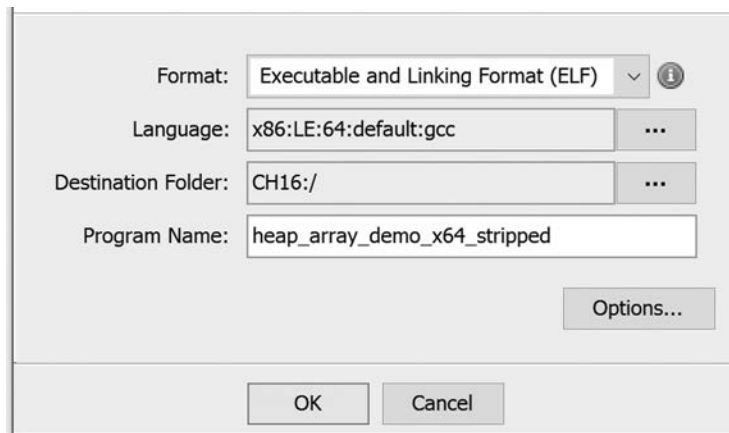 Format: Executable and Linking Format (ELF)
Language: x86:LE:64:default:gcc ...
Destination Folder: CH16:/ ...
Program Name: heap_array_demo_x64_stripped
Options...
OK Cancel